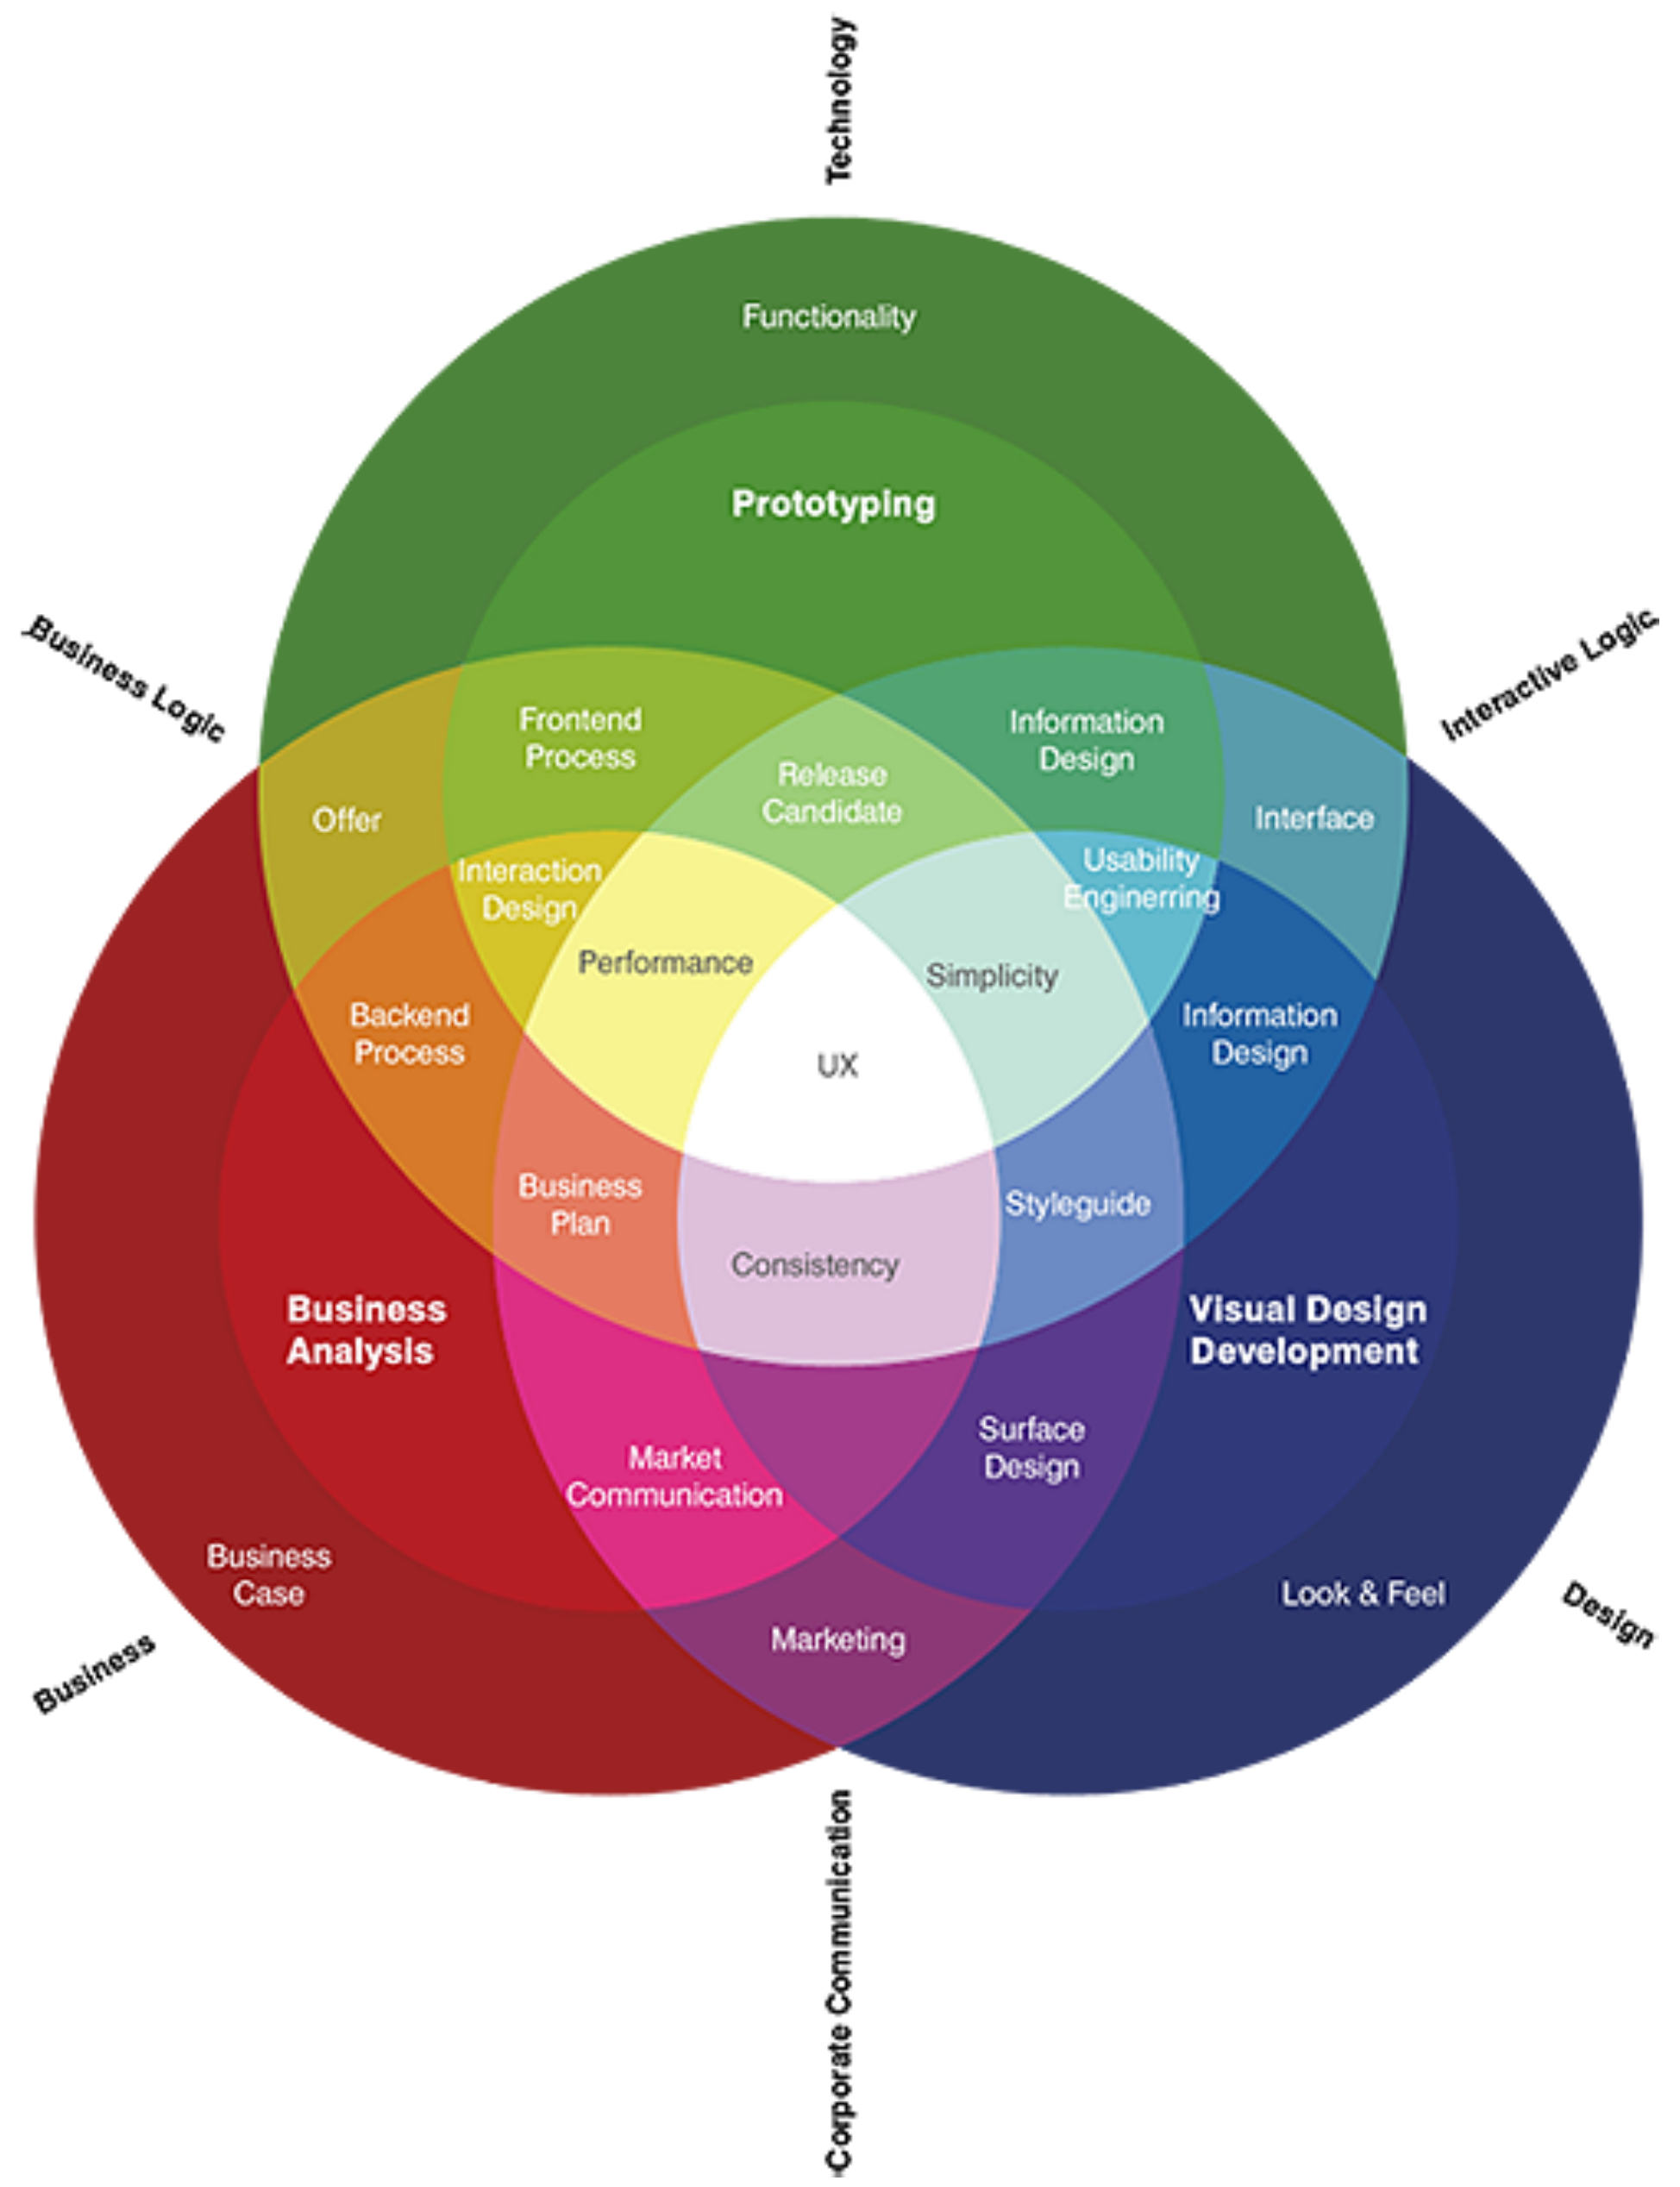 Technology
Functionality
Prototyping
Business Logic
Interactive Logic
Frontend
Process
Information
Design
Release
Candidate
Offer
Interface
Interaction
Design
Usability
Enginerring
Performance
Simplicity
Backend
Process
Information
Design
UX
Business
Plan
Styleguide
Consistency
Business
Analysis
Visual Design
Development
Surface
Design
Market
Communication
Business
Case
Look & Feel
Marketing
Business
Design
Corporate Communication